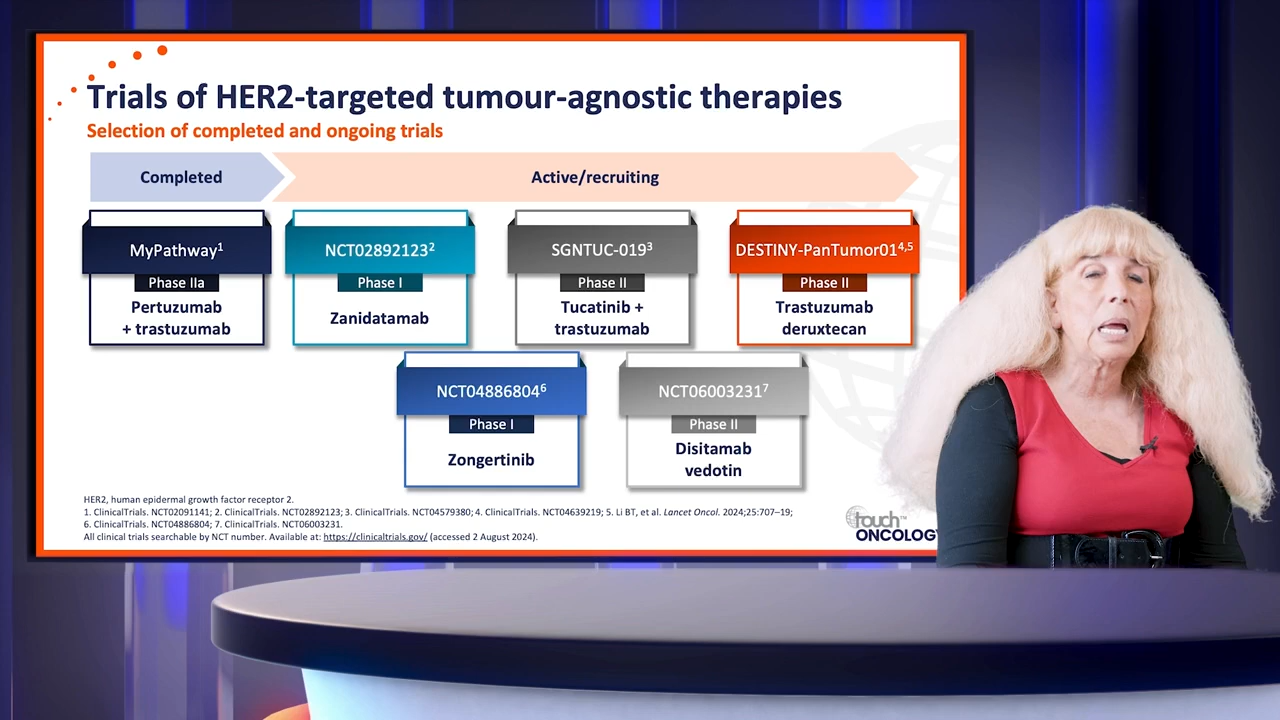 Trials of HER2-targeted tumour-agnostic therapies
Selection of completed and ongoing trials
Completed
Active/recruiting
MyPathway¹
Phase IIa
Pertuzumab
+ trastuzumab
NCT02892123²
Phase I
Zanidatamab
SGNTUC-019³
Phase II
Tucatinib +
trastuzumab
DESTINY-PanTumor01⁴,⁵
Phase II
Trastuzumab
deruxtecan
NCT04886804⁶
Phase I
Zongertinib
NCT06003231⁷
Phase II
Disitamab
vedotin
HER2, human epidermal growth factor receptor 2.
1. ClinicalTrials. NCT02091141; 2. ClinicalTrials. NCT02892123; 3. ClinicalTrials. NCT04579380; 4. ClinicalTrials. NCT04639219; 5. Li BT, et al. Lancet Oncol. 2024;25:707–19;
6. ClinicalTrials. NCT04886804; 7. ClinicalTrials. NCT06003231.
All clinical trials searchable by NCT number. Available at: https://clinicaltrials.gov/ (accessed 2 August 2024).
touch™
ONCOLOGY